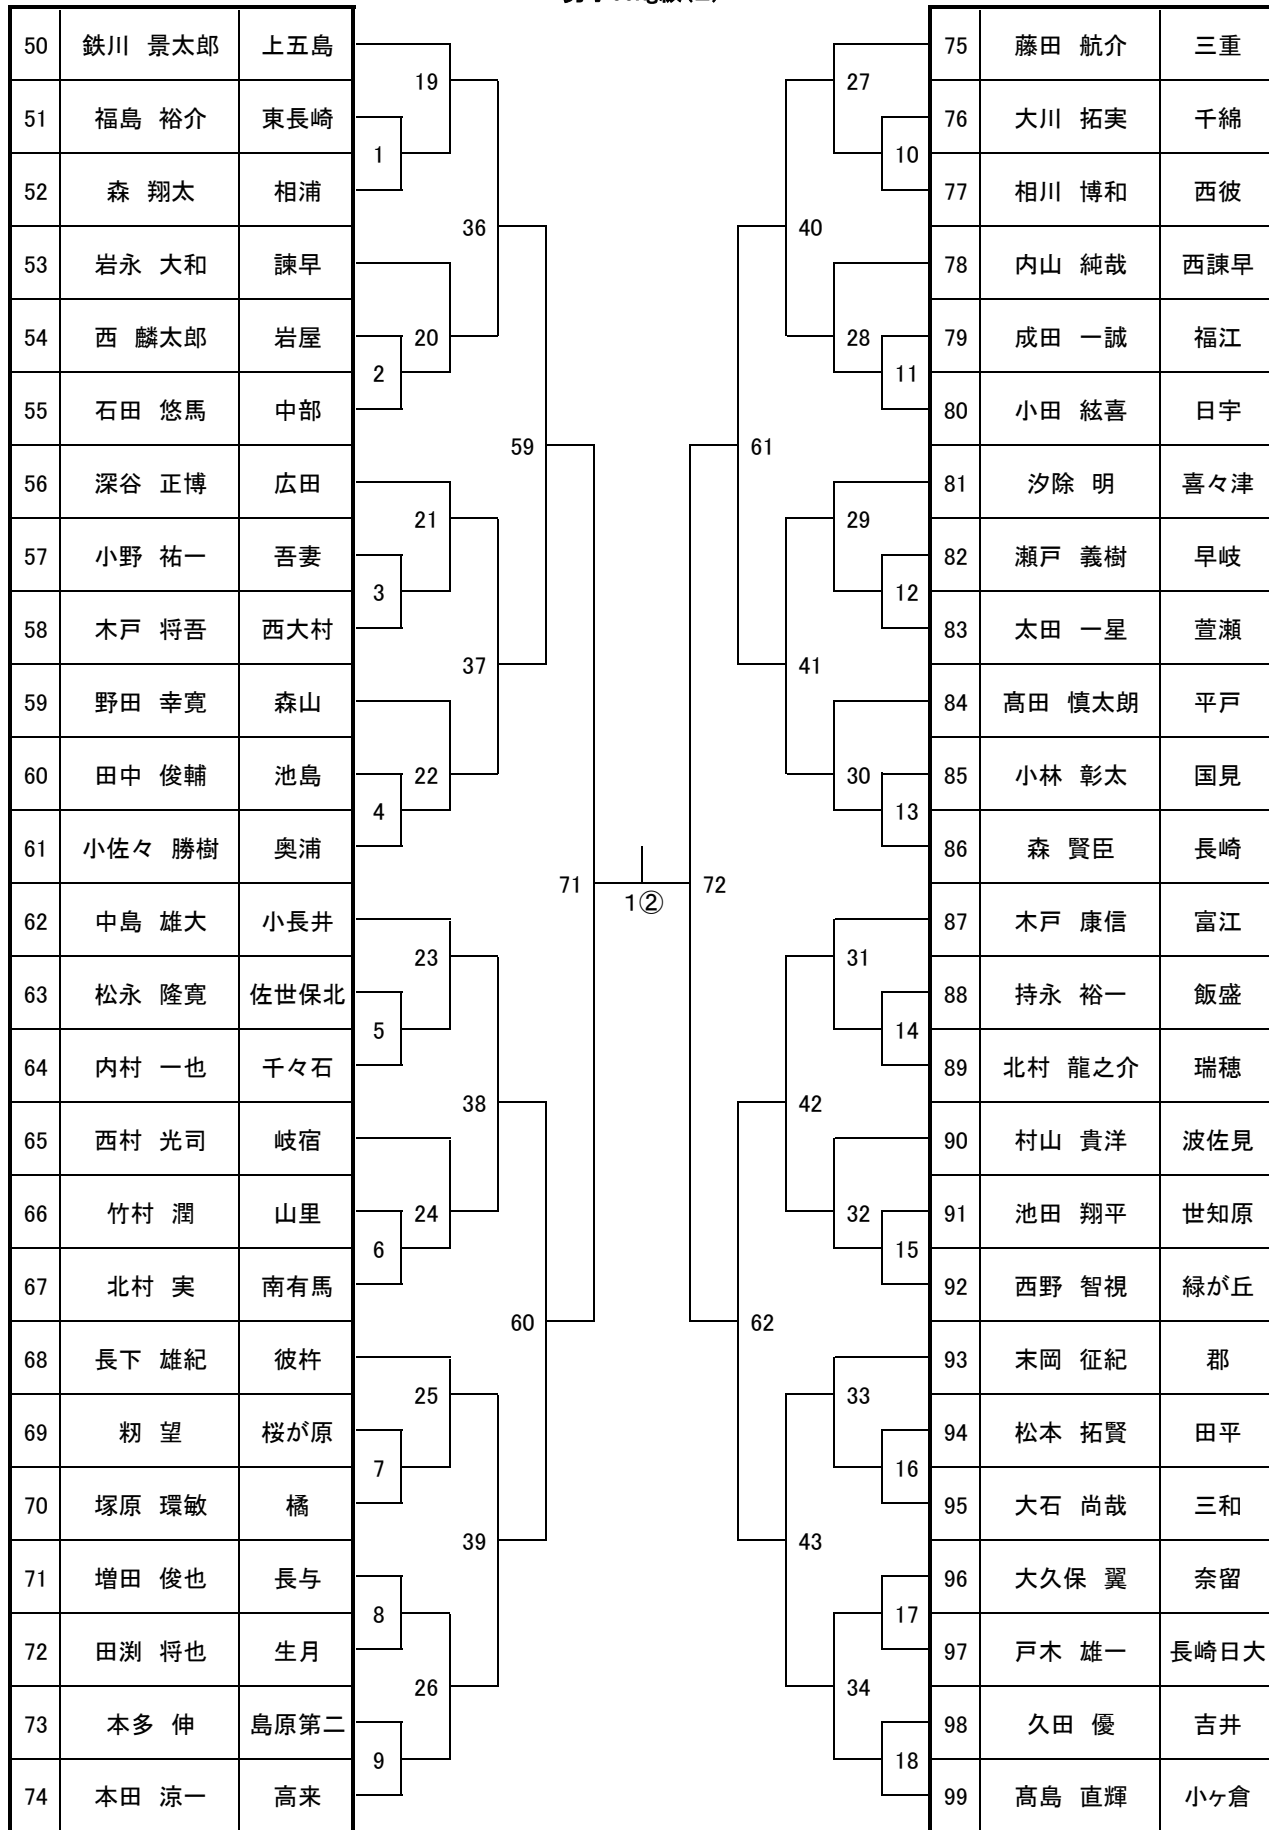 50 鉄川 景太郎 上五島
51 福島 裕介 東長崎
52 森 翔太 相浦
53 岩永 大和 諫早
54 西 麟太郎 岩屋
55 石田 悠馬 中部
56 深谷 正博 広田
57 小野 祐一 吾妻
58 木戸 将吾 西大村
59 野田 幸寛 森山
60 田中 俊輔 池島
61 小佐々 勝樹 奥浦
62 中島 雄大 小長井
63 松永 隆寛 佐世保北
64 内村 一也 千々石
65 西村 光司 岐宿
66 竹村 潤 山里
67 北村 実 南有馬
68 長下 雄紀 彼杵
69 籾 望 桜が原
70 塚原 環敏 橘
71 増田 俊也 長与
72 田渕 将也 生月
73 本多 伸 島原第二
74 本田 涼一 高来
19
1
36
20
2
59
21
3
37
22
4
71
23
5
38
24
6
60
25
7
39
8
26
9
1②
27
10
40
28
11
61
29
12
41
30
13
72
31
14
42
32
15
62
33
16
43
17
34
18
75 藤田 航介 三重
76 大川 拓実 千綿
77 相川 博和 西彼
78 内山 純哉 西諌早
79 成田 一誠 福江
80 小田 絃喜 日宇
81 汐除 明 喜々津
82 瀬戸 義樹 早岐
83 太田 一星 萱瀬
84 髙田 慎太朗 平戸
85 小林 彰太 国見
86 森 賢臣 長崎
87 木戸 康信 富江
88 持永 裕一 飯盛
89 北村 龍之介 瑞穂
90 村山 貴洋 波佐見
91 池田 翔平 世知原
92 西野 智視 緑が丘
93 末岡 征紀 郡
94 松本 拓賢 田平
95 大石 尚哉 三和
96 大久保 翼 奈留
97 戸木 雄一 長崎日大
98 久田 優 吉井
99 髙島 直輝 小ヶ倉